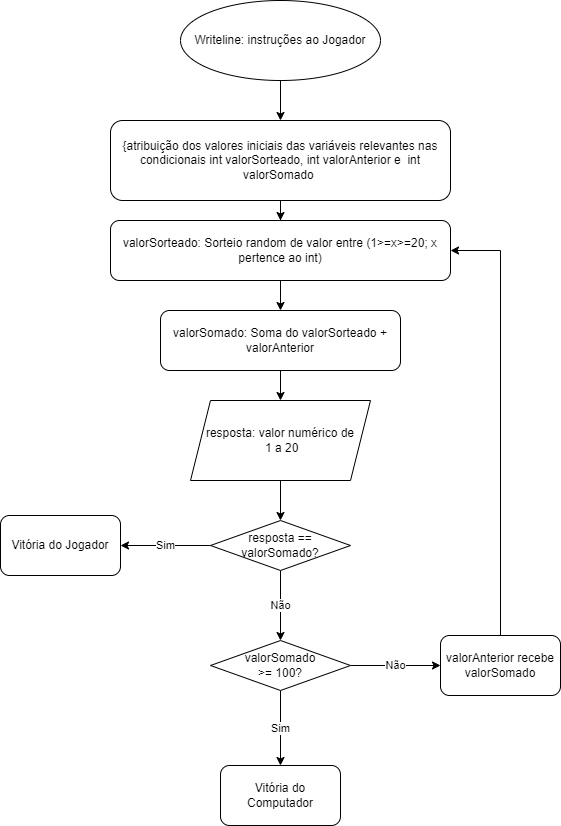 Writeline: instruções ao Jogador
{atribuição dos valores iniciais das variáveis relevantes nas
condicionais int valorSorteado, int valorAnterior e  int
valorSomado
valorSorteado: Sorteio random de valor entre (1>=x>=20; x
pertence ao int)
valorSomado: Soma do valorSorteado +
valorAnterior
resposta: valor numérico de
1 a 20
resposta ==
valorSomado?
Sim
Vitória do Jogador
Não
valorSomado
>= 100?
Não
valorAnterior recebe
valorSomado
Sim
Vitória do
Computador